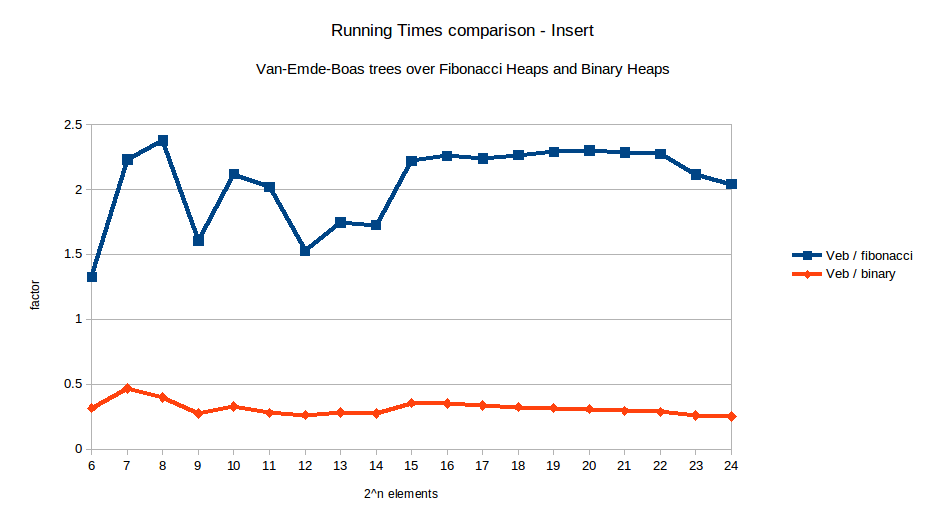 Running Times comparison - Insert
Van-Emde-Boas trees over Fibonacci Heaps and Binary Heaps
2.5
2
1.5
1
0.5
0
factor
6 7 8 9 10 11 12 13 14 15 16 17 18 19 20 21 22 23 24
2^n elements
Veb / fibonacci
Veb / binary